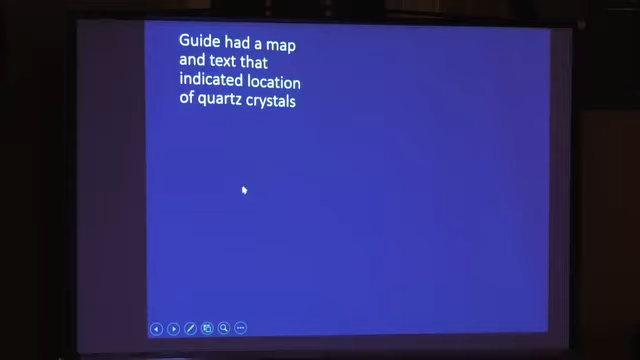 Guide had a map
and text that
indicated location
of quartz crystals